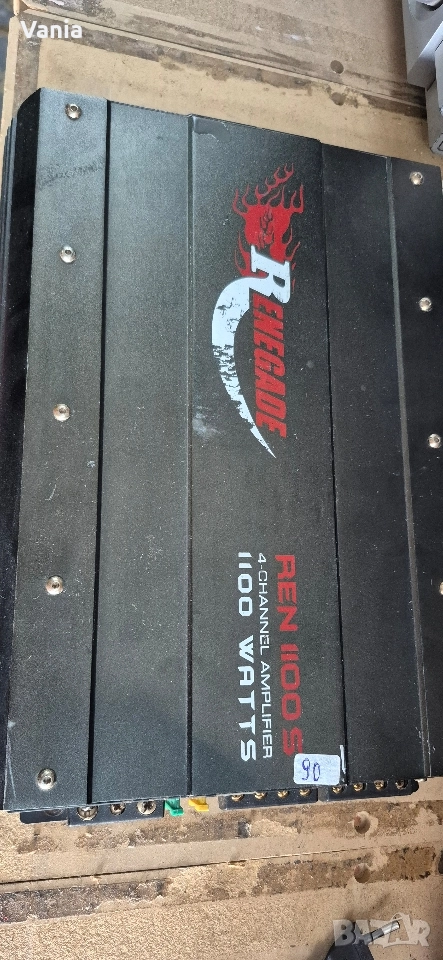 Vania
RENEGADE
REN 1100 S
4-CHANNEL AMPLIFIER
1100 WATTS
90
BAZAR